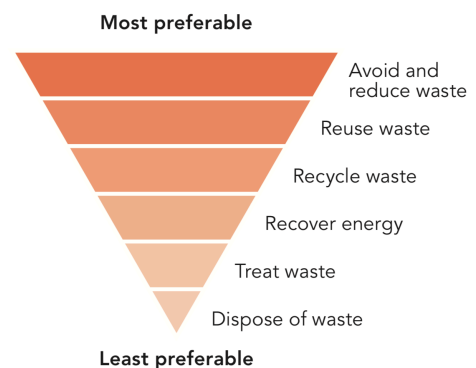 Most preferable
Avoid and
reduce waste
Reuse waste
Recycle waste
Recover energy
Treat waste
Dispose of waste
Least preferable